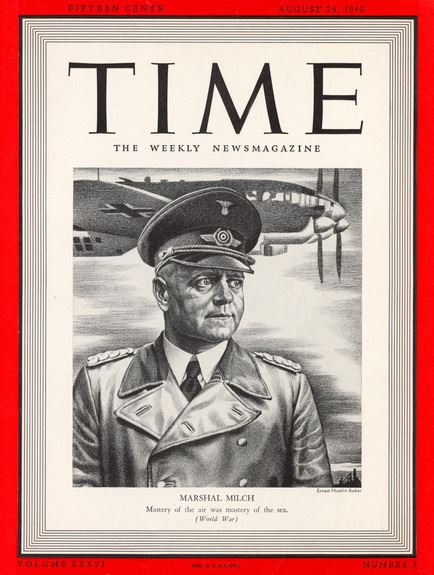 FIFTEEN CENTS AUGUST 26, 1940
TIME
THE WEEKLY NEWSMAGAZINE
Ernest Hamlin Baker
MARSHAL MILCH
Mastery of the air was mastery of the sea.
(World War)
VOLUME XXXVI (REG. U. S. PAT. OFF.) NUMBER 9